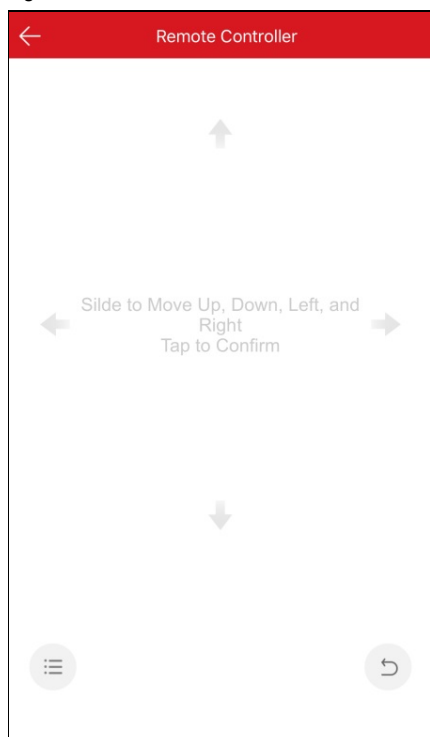 Remote Controller
Silde to Move Up, Down, Left, and
Right
Tap to Confirm